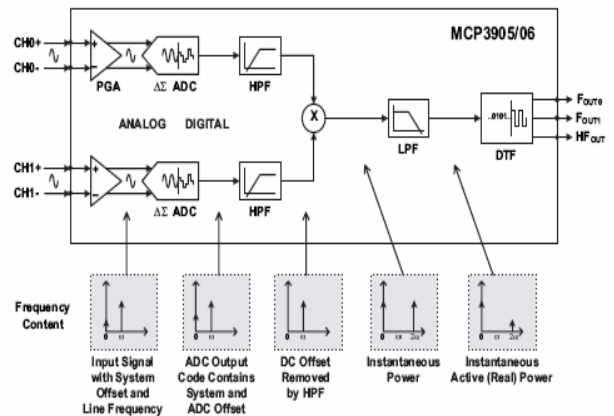 MCP3905/06
CH0+
CH0-
PGA
ΔΣ ADC
HPF
ANALOG DIGITAL
X
LPF
..0101..
DTF
FOUT0
FOUT1
HFOUT
CH1+
CH1-
ΔΣ ADC
HPF
Frequency
Content
0 ω
0 ω
0 ω
0 ω 2ω
0 ω 2ω
Input Signal
with System
Offset and
Line Frequency
ADC Output
Code Contains
System and
ADC Offset
DC Offset
Removed
by HPF
Instantaneous
Power
Instantaneous
Active (Real) Power